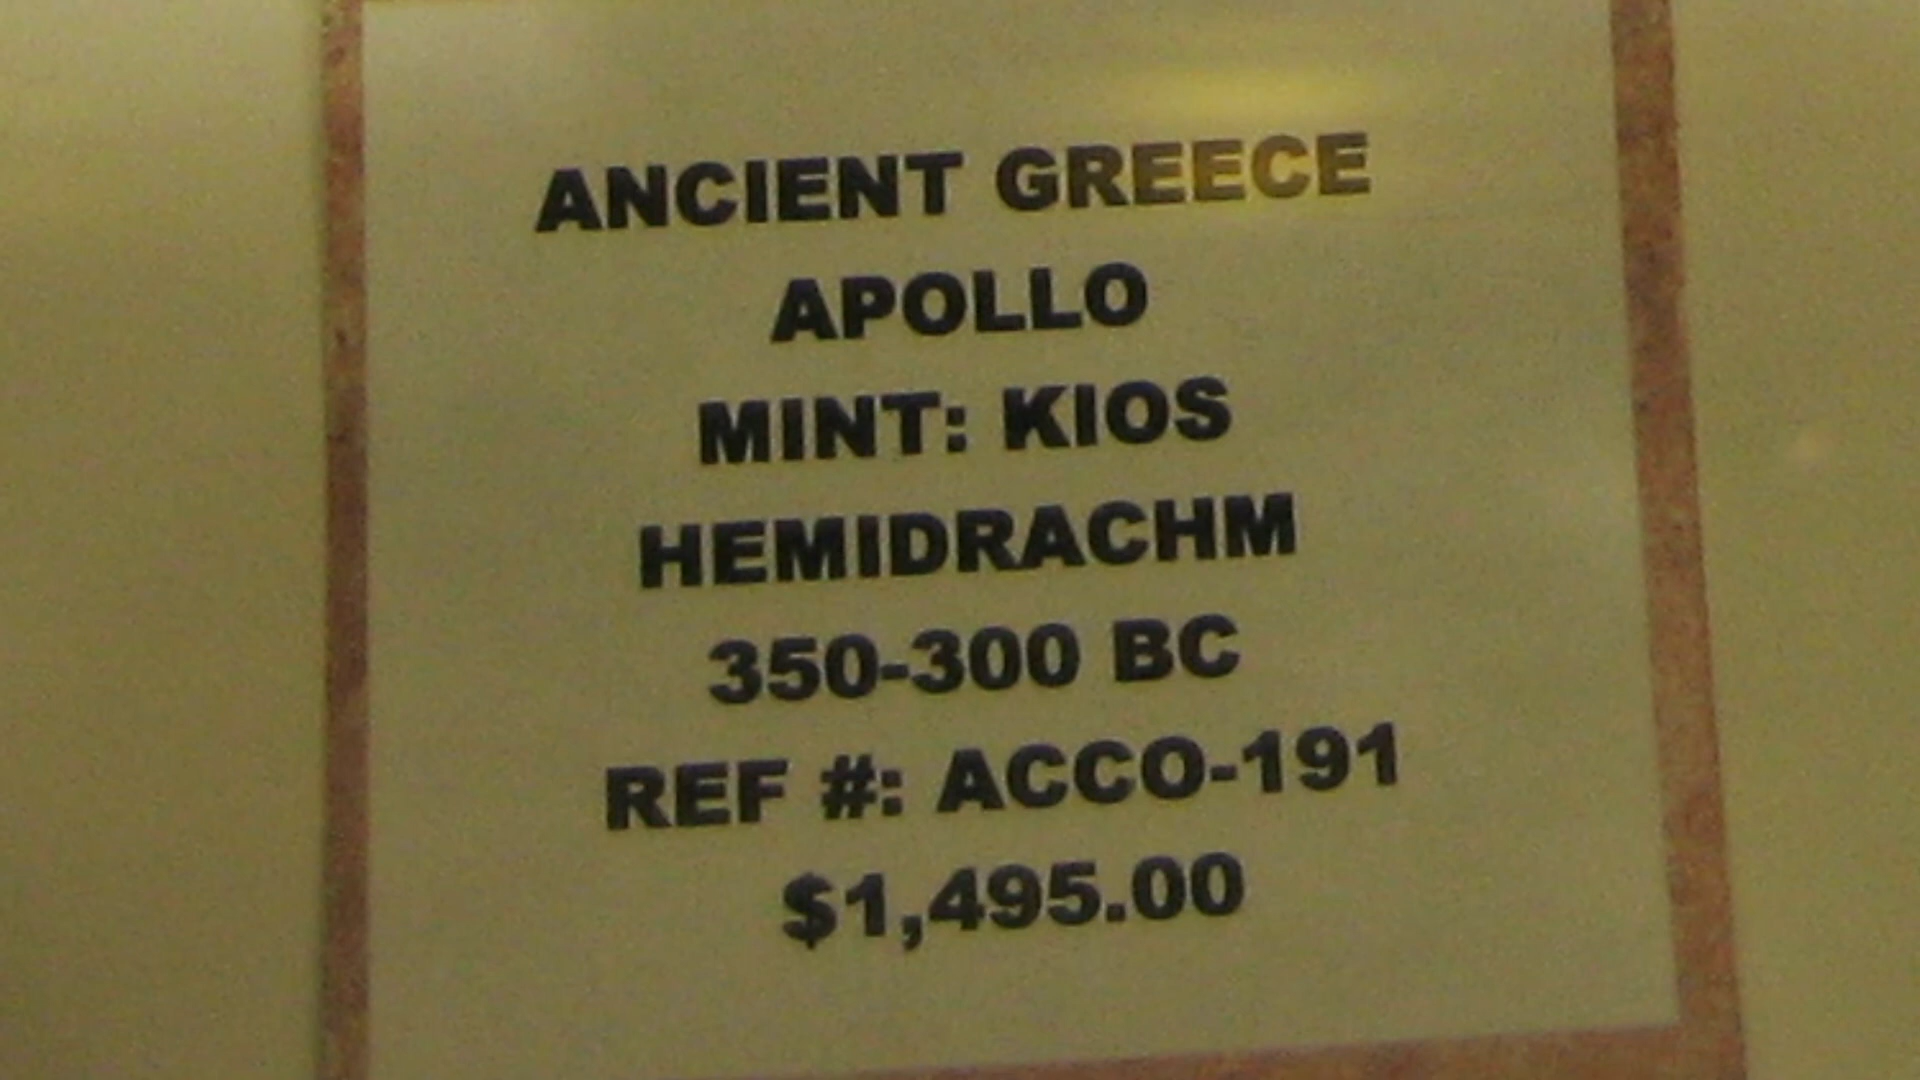 ANCIENT GREECE
APOLLO
MINT: KIOS
HEMIDRACHM
350-300 BC
REF #: ACCO-191
$1,495.00